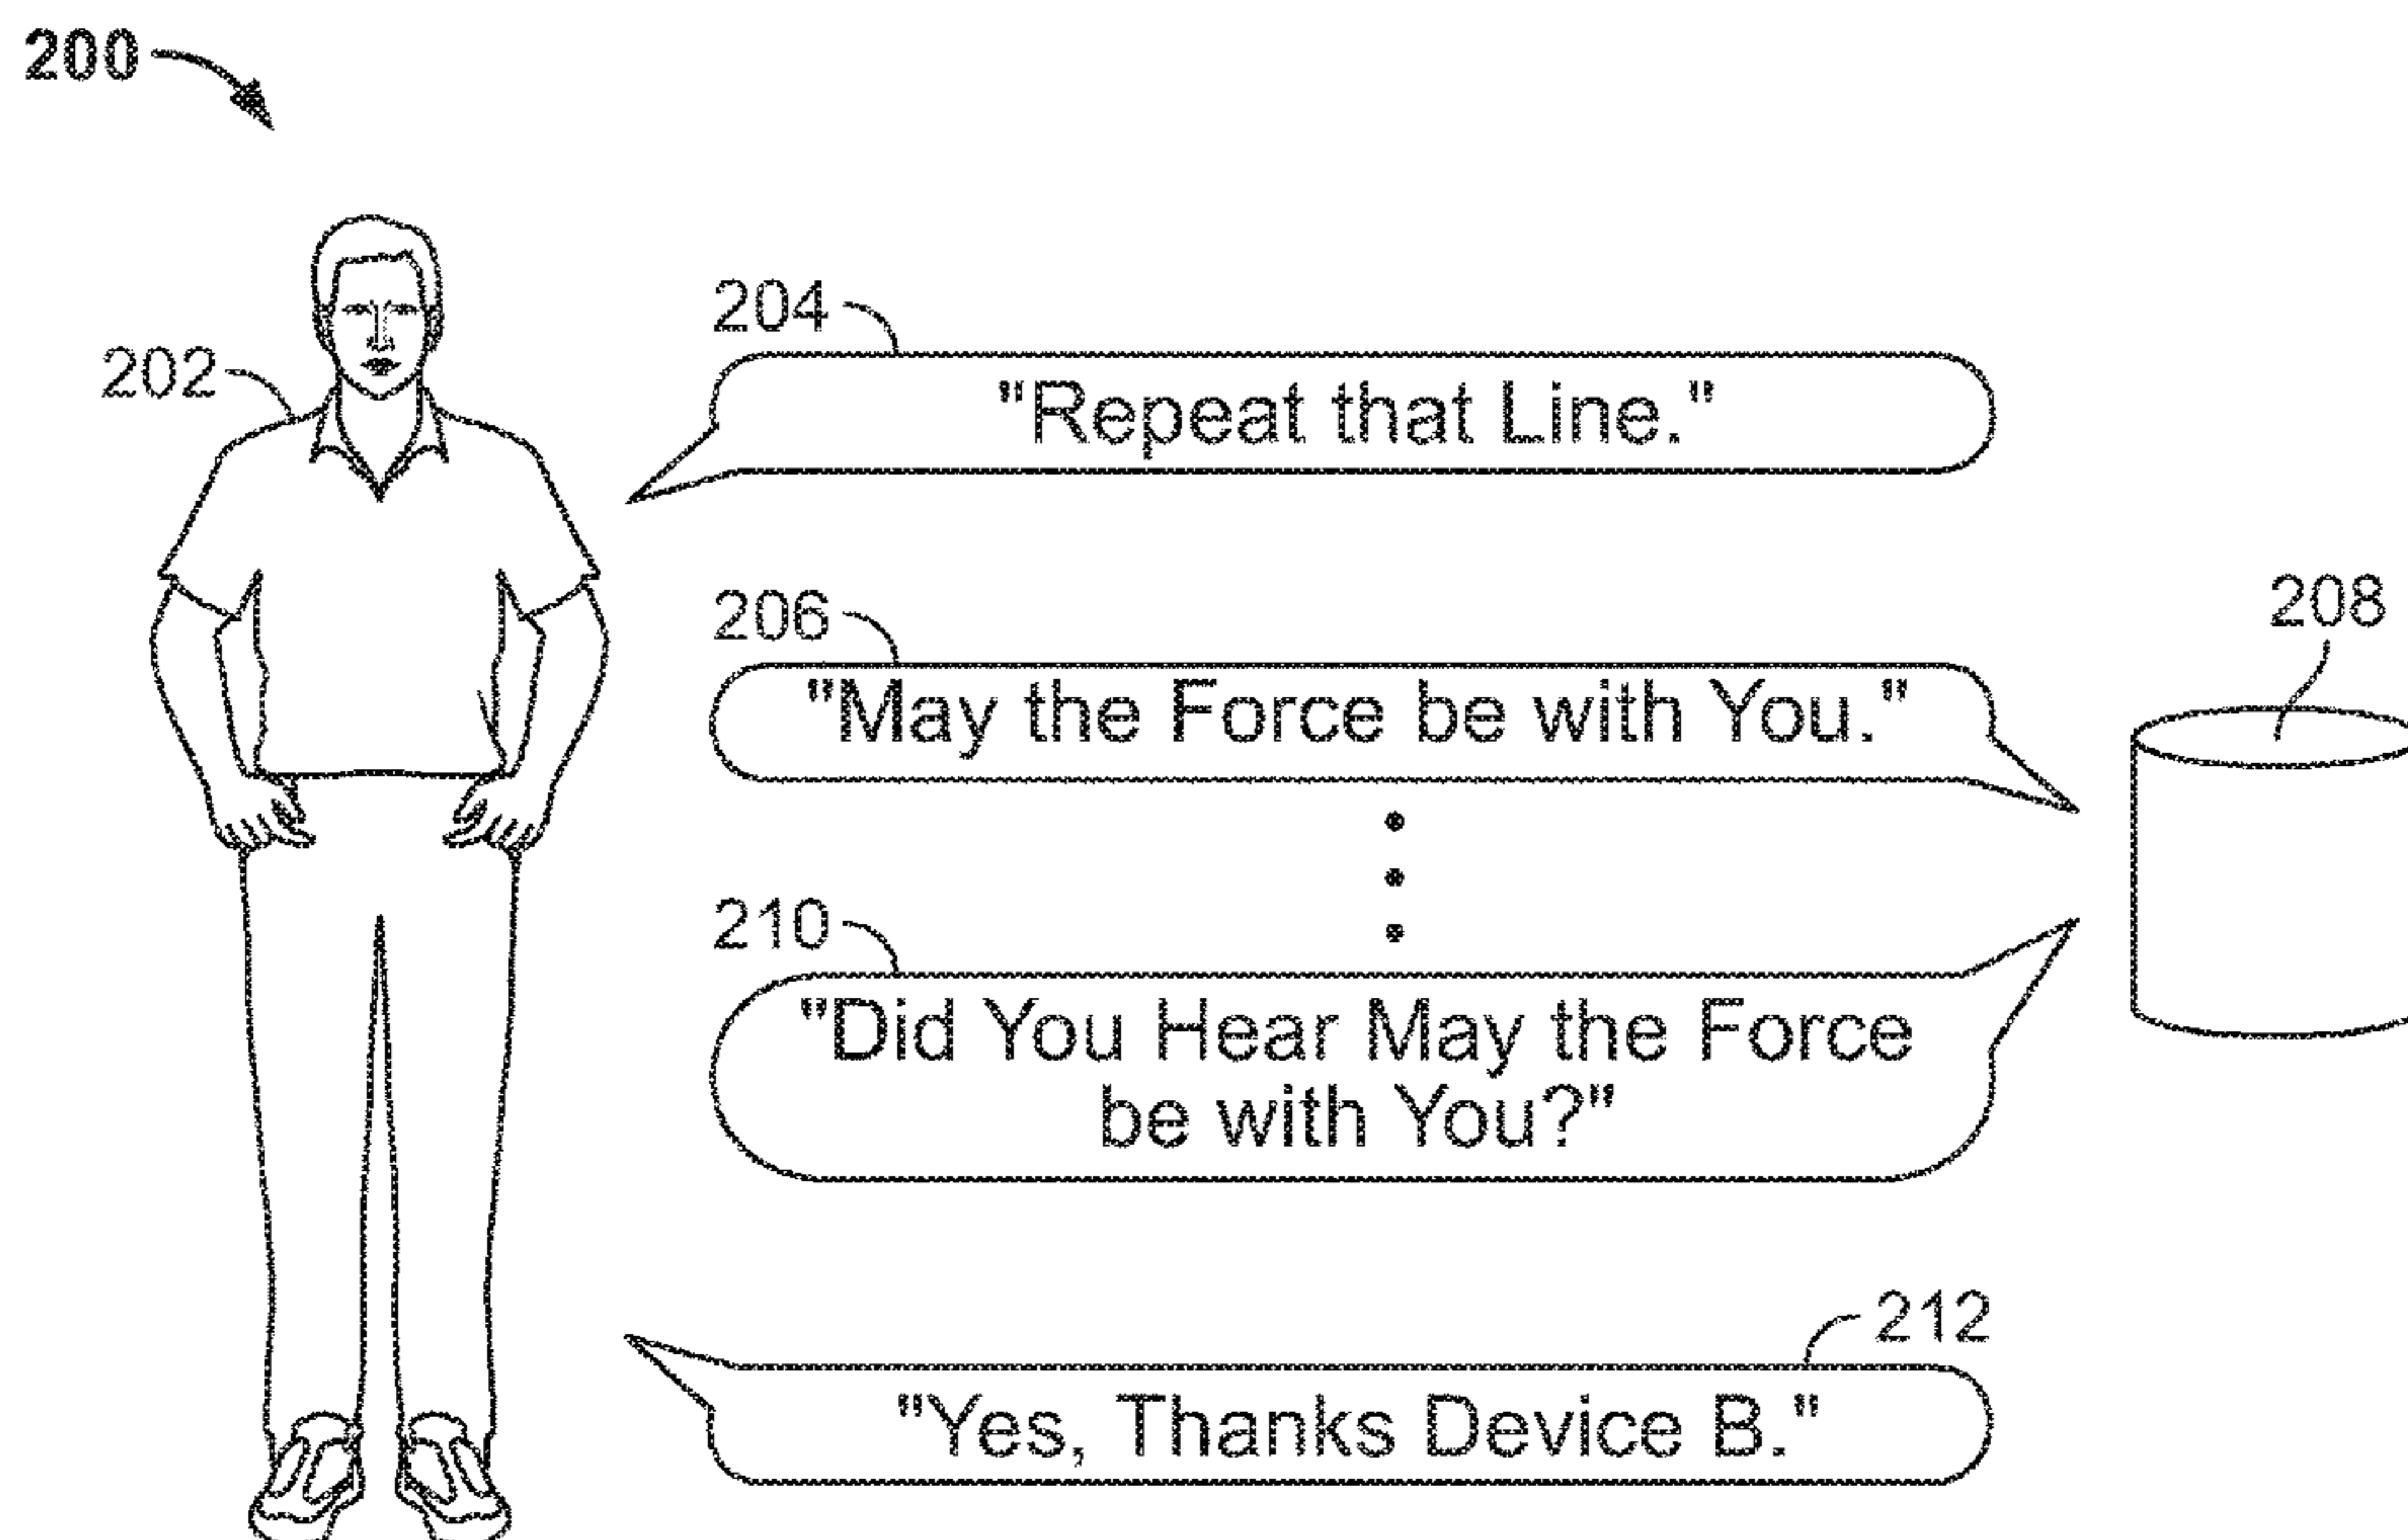 200
204
"Repeat that Line."
202
206
208
"May the Force be with You."
210
"Did You Hear May the Force
be with You?"
212
"Yes, Thanks Device B."